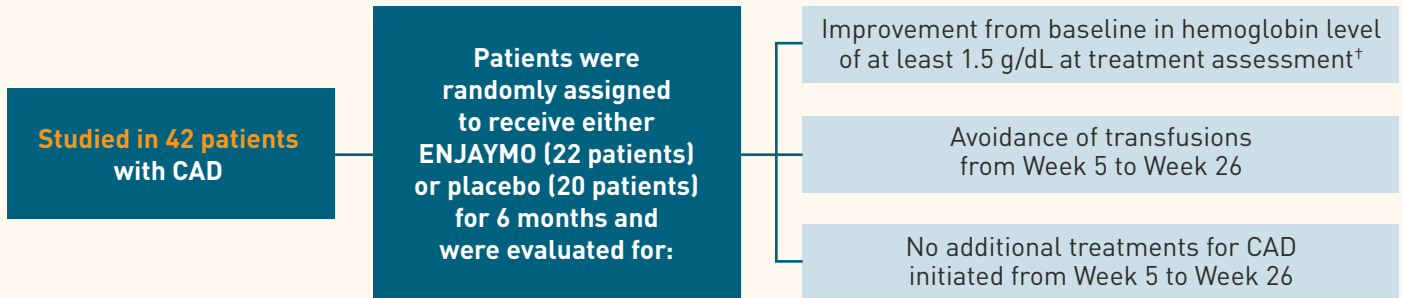 Studied in 42 patients
with CAD
Patients were
randomly assigned
to receive either
ENJAYMO (22 patients)
or placebo (20 patients)
for 6 months and
were evaluated for:
Improvement from baseline in hemoglobin level
of at least 1.5 g/dL at treatment assessment†
Avoidance of transfusions
from Week 5 to Week 26
No additional treatments for CAD
initiated from Week 5 to Week 26